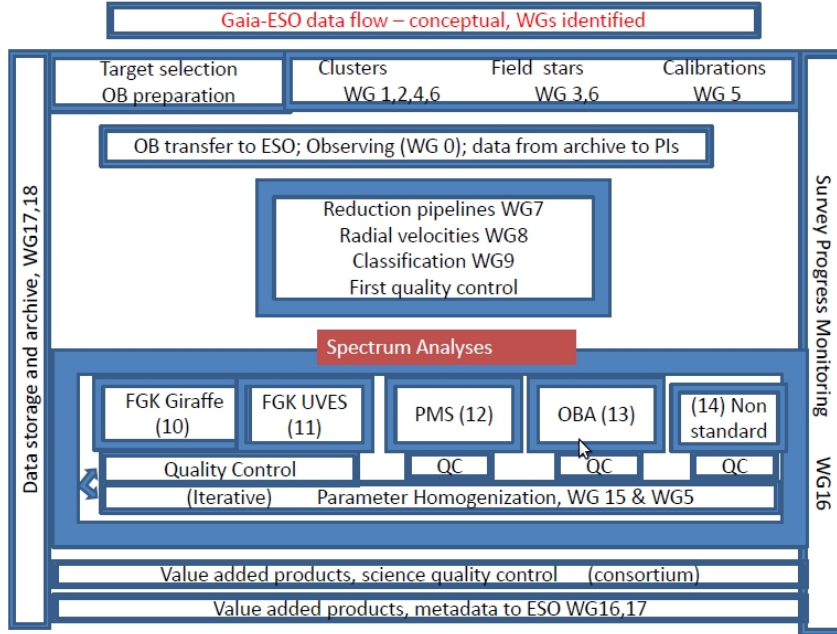 Gaia-ESO data flow – conceptual, WGs identified
Target selection
OB preparation
Clusters Field stars Calibrations
WG 1,2,4,6 WG 3,6 WG 5
OB transfer to ESO; Observing (WG 0); data from archive to PIs
Data storage and archive, WG17,18
Survey Progress Monitoring WG16
Reduction pipelines WG7
Radial velocities WG8
Classification WG9
First quality control
Spectrum Analyses
FGK Giraffe
(10)
FGK UVES
(11)
PMS (12)
OBA (13)
(14) Non
standard
Quality Control QC QC QC
(Iterative) Parameter Homogenization, WG 15 & WG5
Value added products, science quality control (consortium)
Value added products, metadata to ESO WG16,17